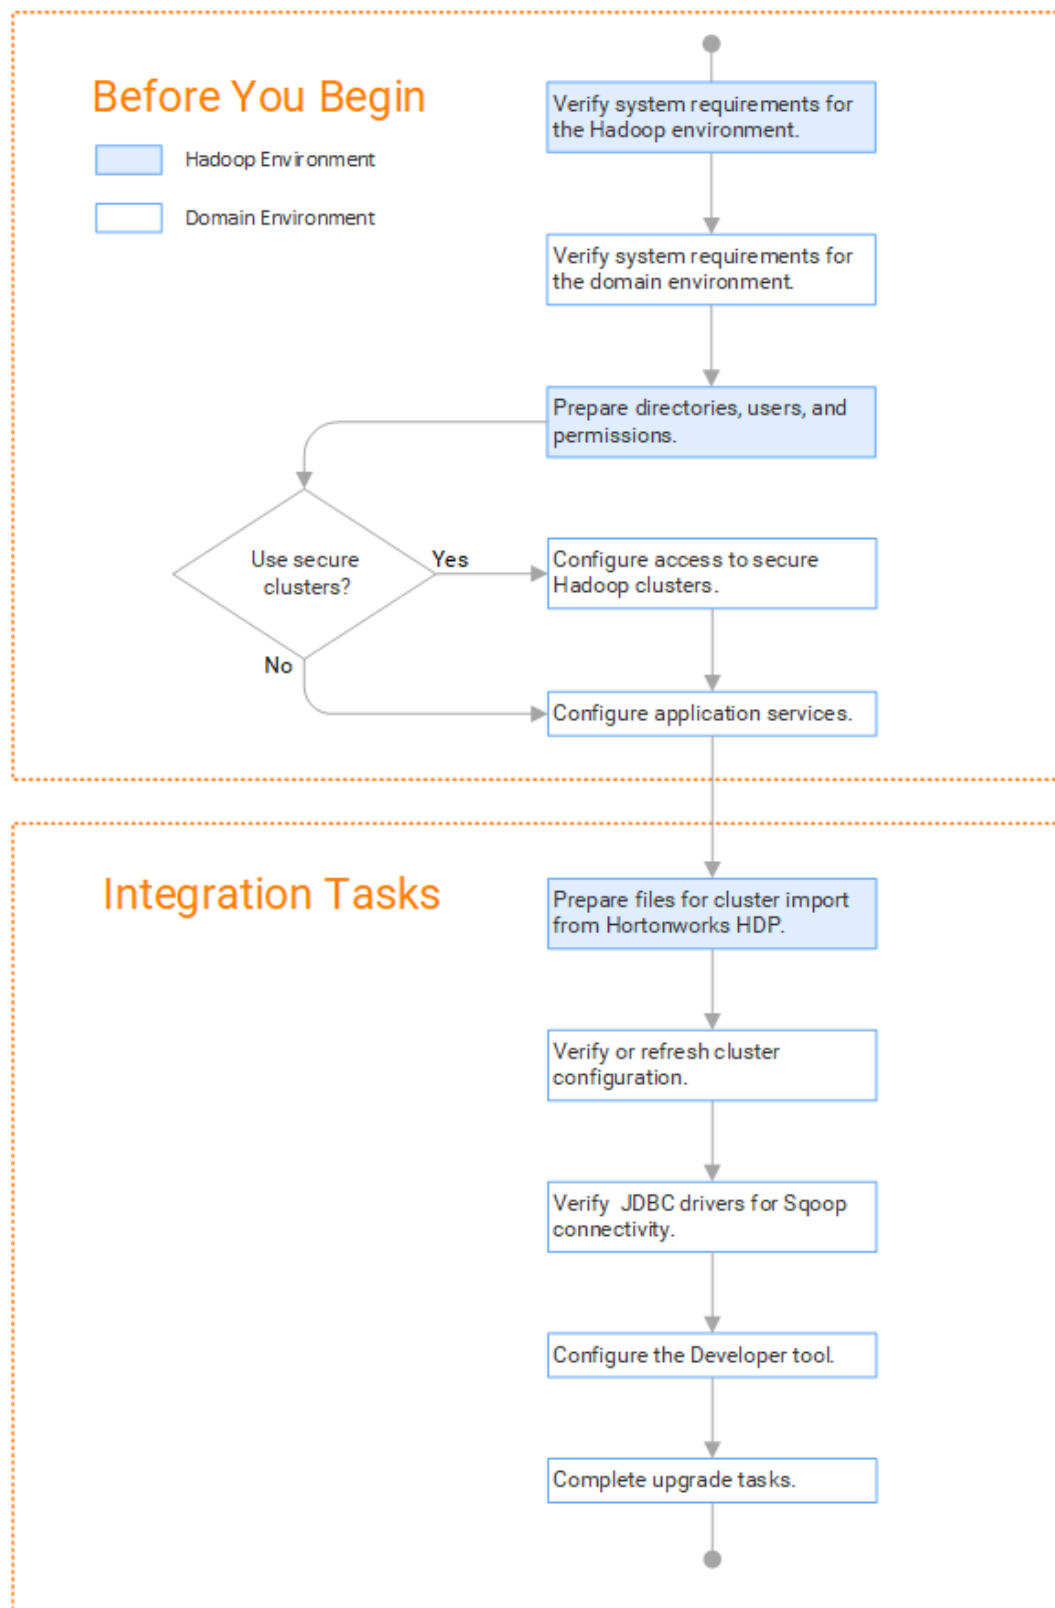 Before You Begin
Hadoop Environment
Domain Environment
Verify system requirements for
the Hadoop environment.
Verify system requirements for
the domain environment.
Prepare directories, users, and
permissions.
Use secure
clusters?
Yes
No
Configure access to secure
Hadoop clusters.
Configure application services.
Integration Tasks
Prepare files for cluster import
from Hortonworks HDP.
Verify or refresh cluster
configuration.
Verify JDBC drivers for Sqoop
connectivity.
Configure the Developer tool.
Complete upgrade tasks.